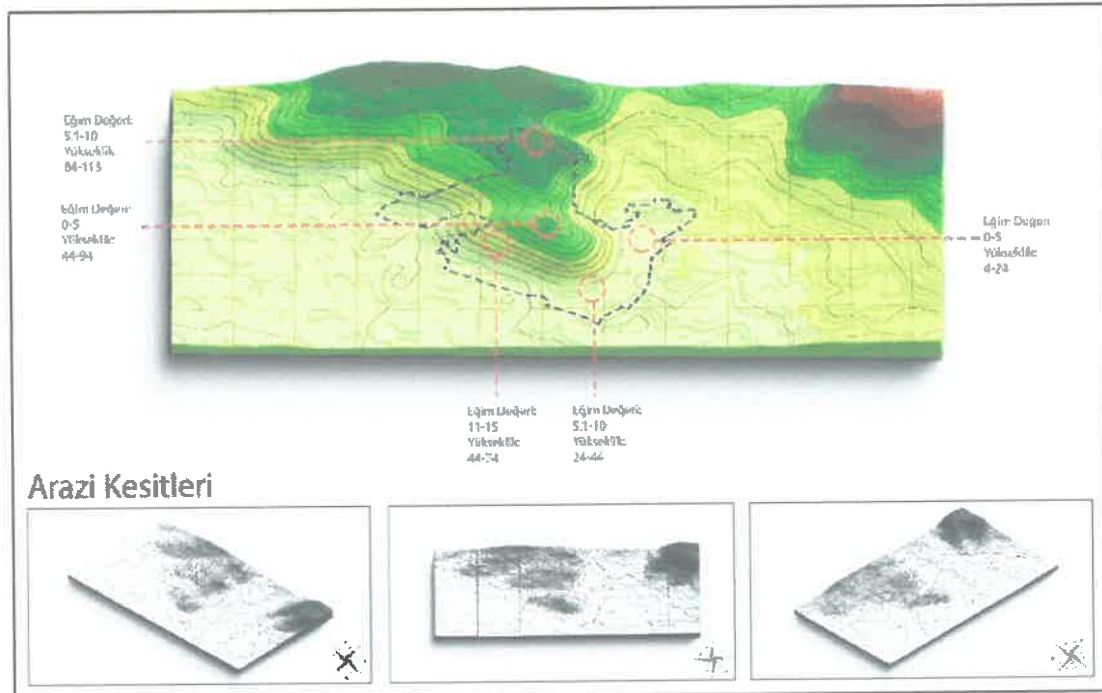 Eğim Değeri:
5.1-10
Yükseklik:
84-113
Eğim Değeri:
0-5
Yükseklik:
44-94
Eğim Değeri:
0-5
Yükseklik:
4-24
Eğim Değeri:
11-15
Yükseklik:
44-74
Eğim Değeri:
5.1-10
Yükseklik:
24-44
Arazi Kesitleri